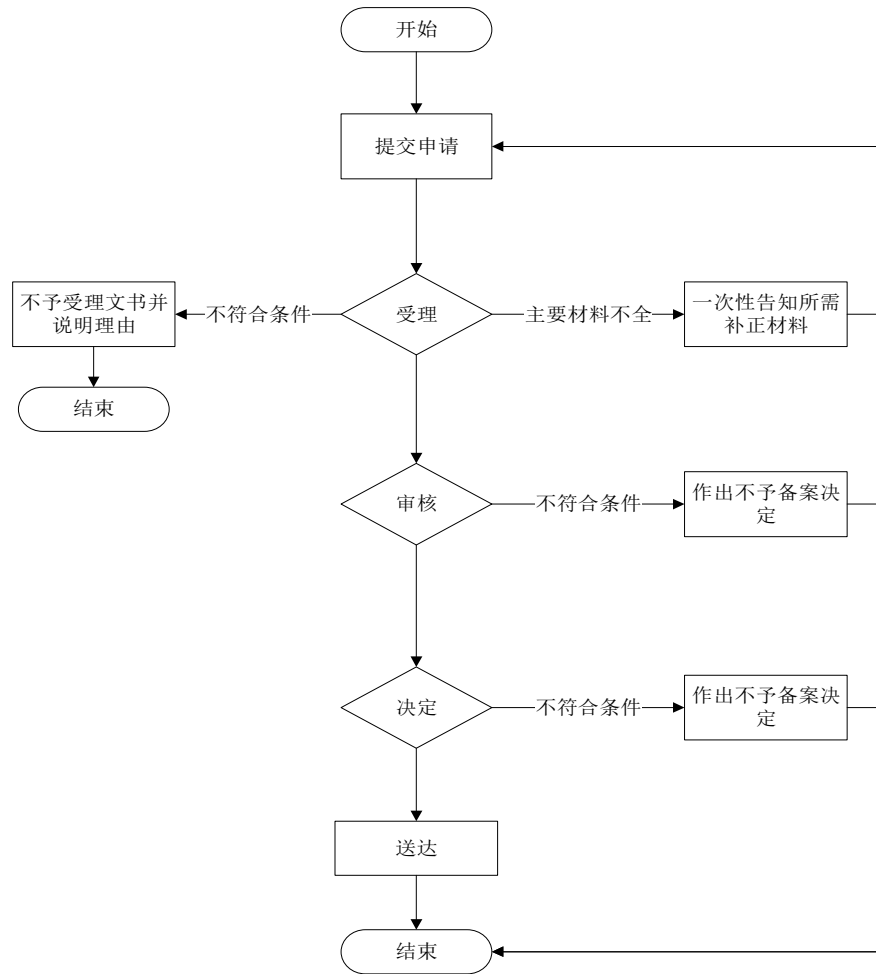 开始
提交申请
不予受理文书并
说明理由
不符合条件
受理
主要材料不全
一次性告知所需
补正材料
结束
审核
不符合条件
作出不予备案决
定
决定
不符合条件
作出不予备案决
定
送达
结束